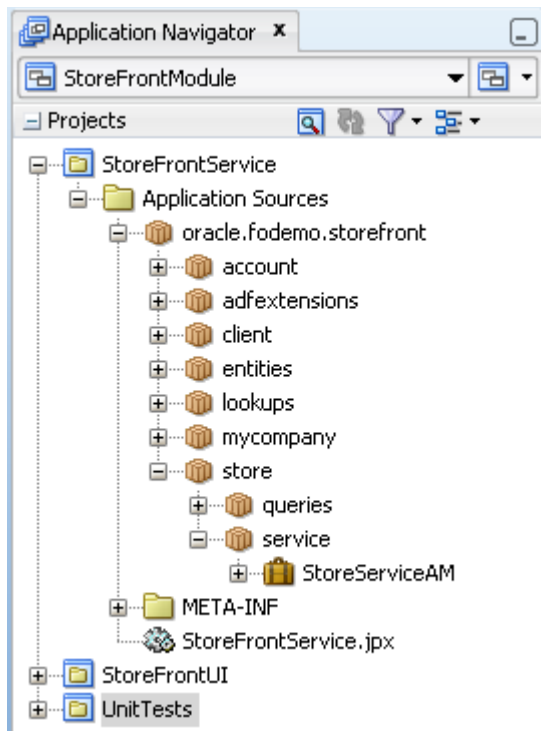 Application Navigator
StoreFrontModule
Projects
StoreFrontService
Application Sources
oracle.fodemo.storefront
account
adfextensions
client
entities
lookups
mycompany
store
queries
service
StoreServiceAM
META-INF
StoreFrontService.jpx
StoreFrontUI
UnitTests